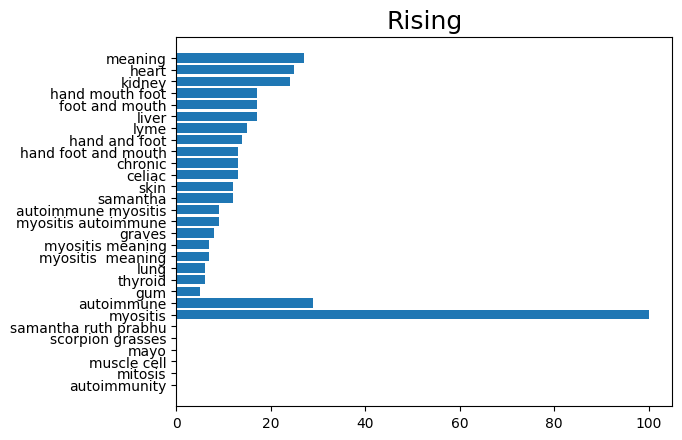 Rising
meaning
heart
kidney
hand mouth foot
foot and mouth
liver
lyme
hand and foot
hand foot and mouth
chronic
celiac
skin
samantha
autoimmune myositis
myositis autoimmune
graves
myositis meaning
myositis  meaning
lung
thyroid
gum
autoimmune
myositis
samantha ruth prabhu
scorpion grasses
mayo
muscle cell
mitosis
autoimmunity
0 20 40 60 80 100